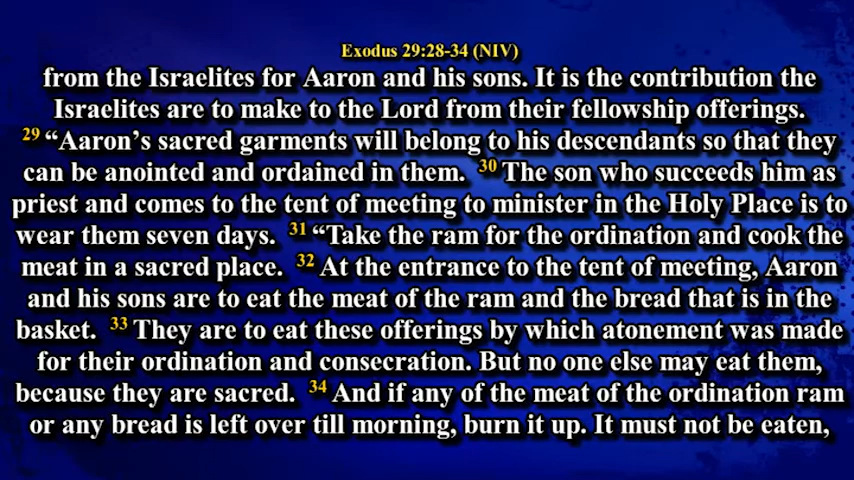 Exodus 29:28-34 (NIV)
from the Israelites for Aaron and his sons. It is the contribution the
Israelites are to make to the Lord from their fellowship offerings.
29 “Aaron’s sacred garments will belong to his descendants so that they
can be anointed and ordained in them. 30 The son who succeeds him as
priest and comes to the tent of meeting to minister in the Holy Place is to
wear them seven days. 31 “Take the ram for the ordination and cook the
meat in a sacred place. 32 At the entrance to the tent of meeting, Aaron
and his sons are to eat the meat of the ram and the bread that is in the
basket. 33 They are to eat these offerings by which atonement was made
for their ordination and consecration. But no one else may eat them,
because they are sacred. 34 And if any of the meat of the ordination ram
or any bread is left over till morning, burn it up. It must not be eaten,